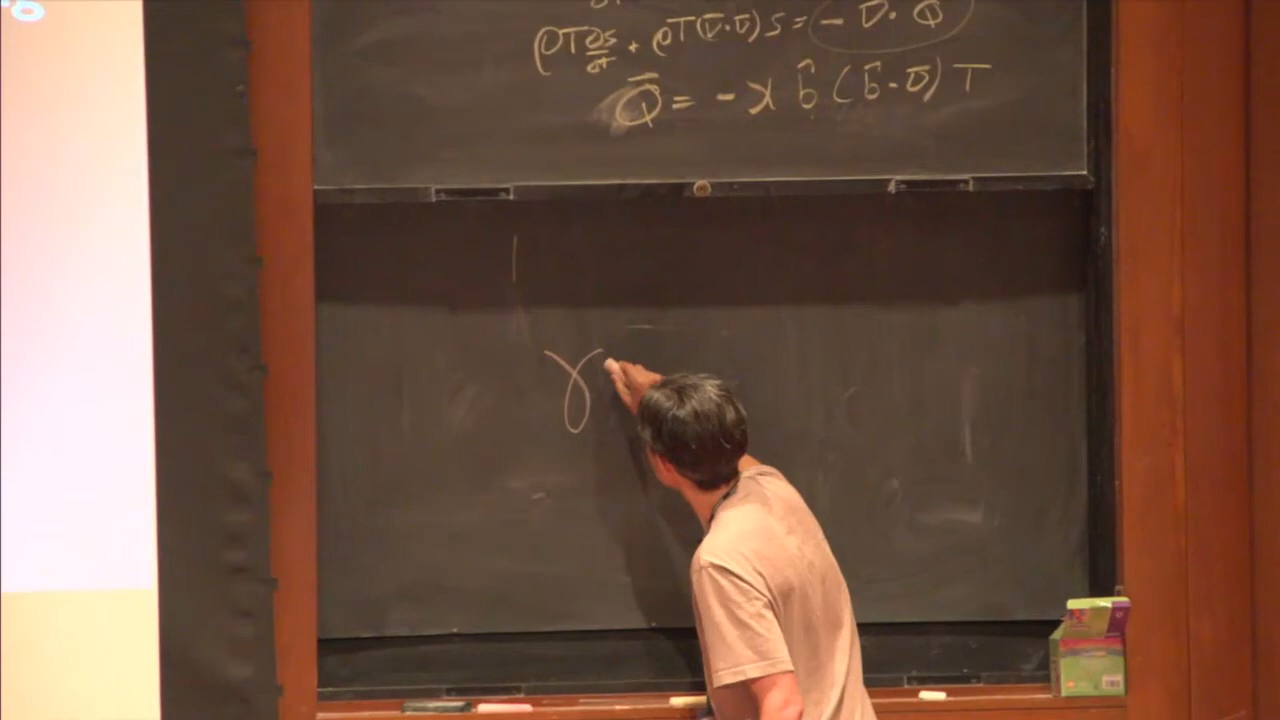 ρT ∂s/∂t + ρT(v̄·∇̄)s = -∇̄·Q̄
Q̄ = -χ b̂(b̂·∇̄)T
γ